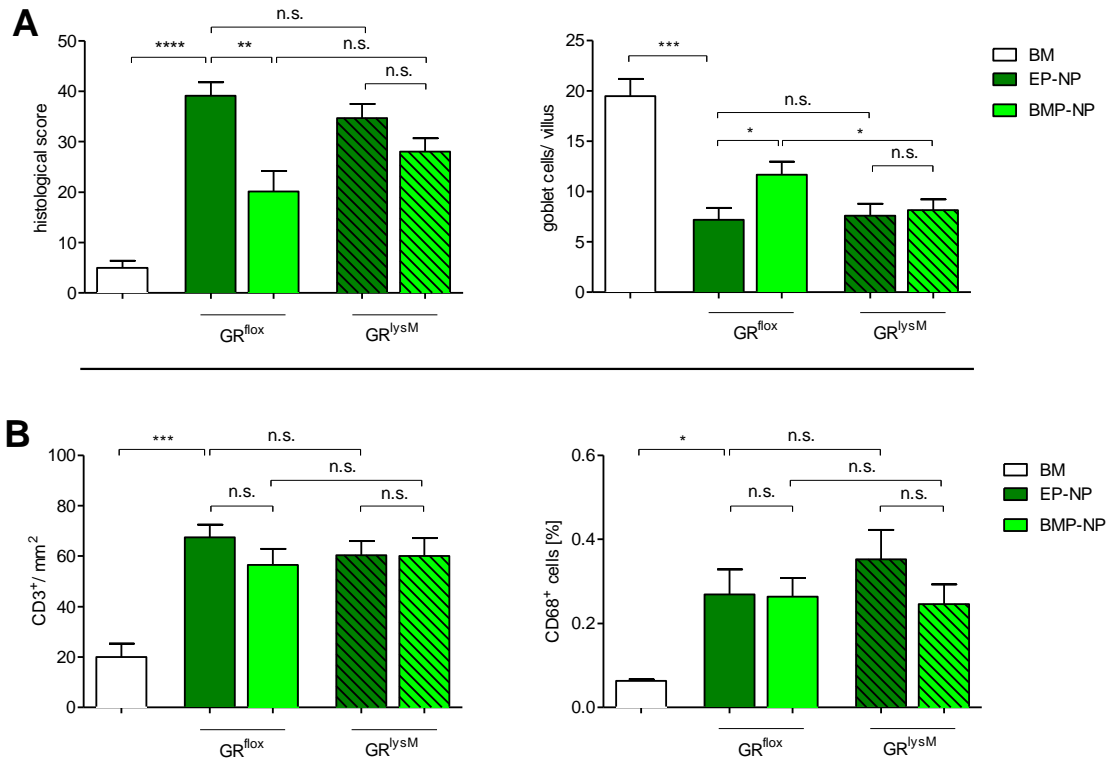 A
n.s.
**** ** n.s.
n.s.
50
40
30
20
10
0
histological score
GR^flox GR^lysM
***
n.s.
* *
n.s.
25
20
15
10
5
0
goblet cells/ villus
GR^flox GR^lysM
BM
EP-NP
BMP-NP
B
*** n.s.
n.s.
n.s. n.s.
100
80
60
40
20
0
CD3⁺/ mm²
GR^flox GR^lysM
* n.s.
n.s.
n.s. n.s.
0.6
0.4
0.2
0.0
CD68⁺ cells [%]
GR^flox GR^lysM
BM
EP-NP
BMP-NP